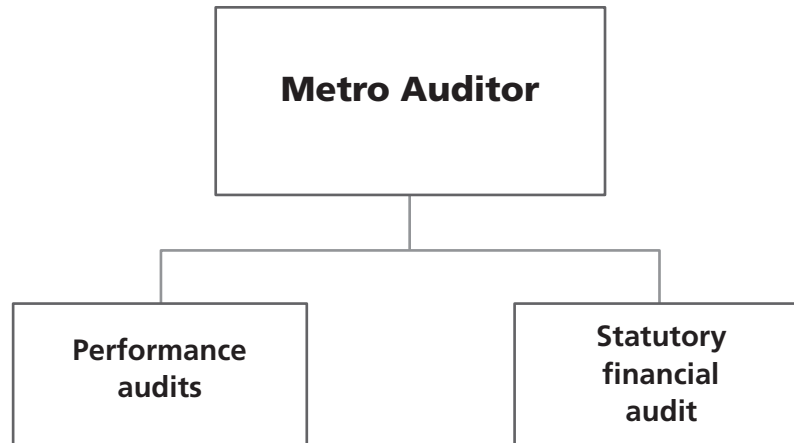 Metro Auditor
Performance
audits
Statutory
financial
audit